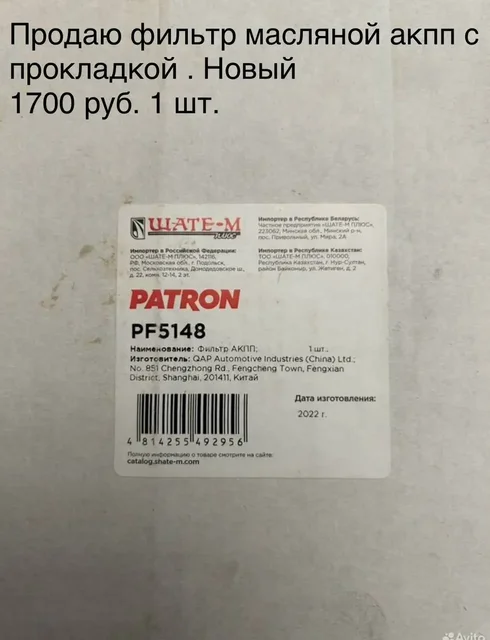 Продаю фильтр масляной акпп с
прокладкой . Новый
1700 руб. 1 шт.
ШАТЕ-М
ПЛЮС
Импортер в Российской Федерации:
ООО «ШАТЕ-М ПЛЮС», 142116,
РФ, Московская обл., г. Подольск,
пос. Сельхозтехника, Домодедовское ш.,
д. 22, комн. 12-14, 2 эт.
Импортер в Республике Беларусь:
Частное предприятие «ШАТЕ-М ПЛЮС»,
223062, Минская обл., Минский р-н,
пос. Привольный, ул. Мира, 2А
Импортер в Республике Казахстан:
ТОО «ШАТЕ-М ПЛЮС», 010000,
Республика Казахстан, г. Нур-Султан,
район Байконыр, ул. Жанагичи, д. 2
PATRON
PF5148
Наименование: Фильтр АКПП; 1 шт.
Изготовитель: QAP Automotive Industries (China) Ltd.;
No. 851 Chengzhong Rd., Fengcheng Town, Fengxian
District, Shanghai, 201411, Китай
Дата изготовления:
2022 г.
4 814255 492956
Полную информацию о товаре смотрите на сайте:
catalog.shate-m.com
Avito